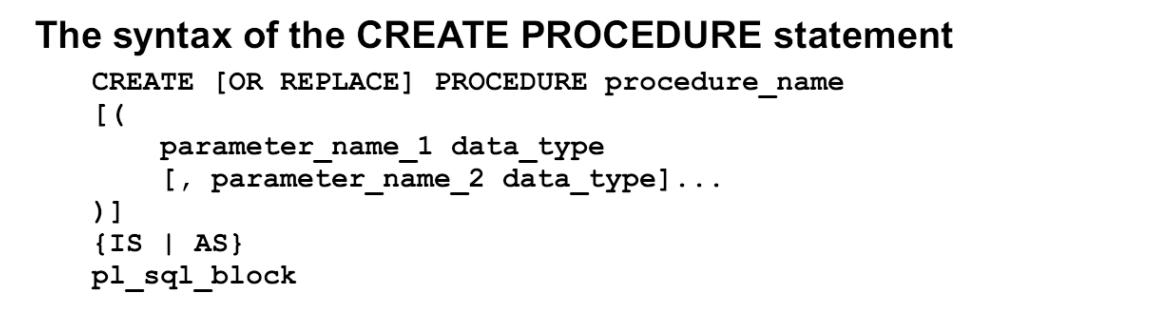 The syntax of the CREATE PROCEDURE statement
CREATE [OR REPLACE] PROCEDURE procedure_name
[(
parameter_name_1 data_type
[, parameter_name_2 data_type]...
)]
{IS | AS}
pl_sql_block